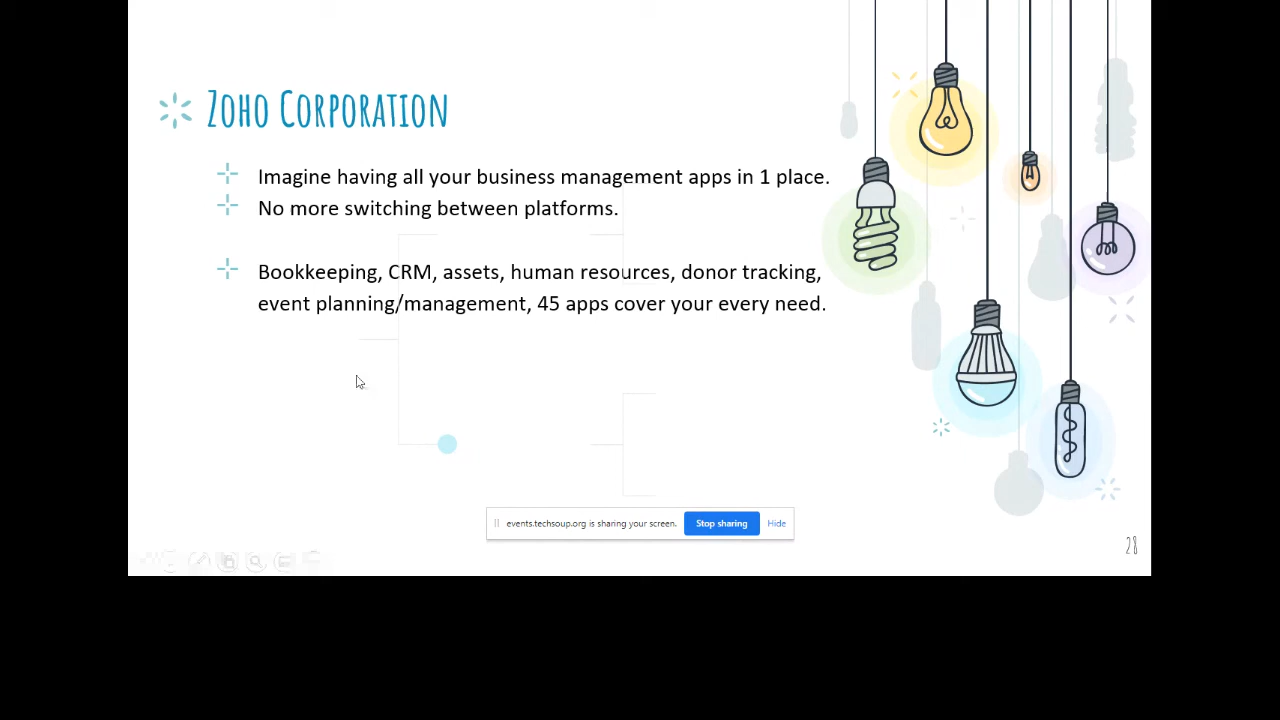 Zoho Corporation
Imagine having all your business management apps in 1 place.
No more switching between platforms.
Bookkeeping, CRM, assets, human resources, donor tracking,
event planning/management, 45 apps cover your every need.
events.techsoup.org is sharing your screen. Stop sharing Hide
28